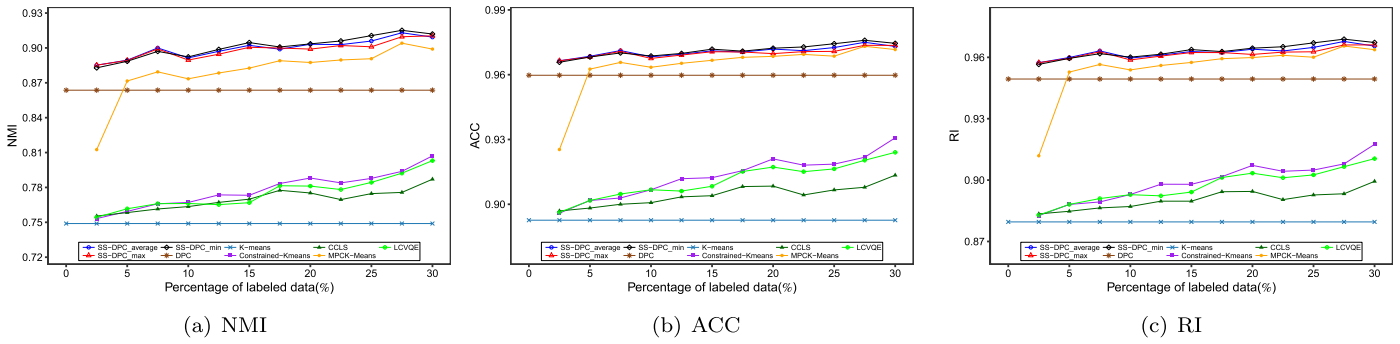 0.93
0.90
0.87
0.84
0.81
0.78
0.75
0.72
NMI
0 5 10 15 20 25 30
Percentage of labeled data(%)
SS−DPC_average SS−DPC_min K−means CCLS LCVQE
SS−DPC_max DPC Constrained−Kmeans MPCK−Means
(a) NMI
0.99
0.96
0.93
0.90
ACC
0 5 10 15 20 25 30
Percentage of labeled data(%)
SS−DPC_average SS−DPC_min K−means CCLS LCVQE
SS−DPC_max DPC Constrained−Kmeans MPCK−Means
(b) ACC
0.96
0.93
0.90
0.87
RI
0 5 10 15 20 25 30
Percentage of labeled data(%)
SS−DPC_average SS−DPC_min K−means CCLS LCVQE
SS−DPC_max DPC Constrained−Kmeans MPCK−Means
(c) RI